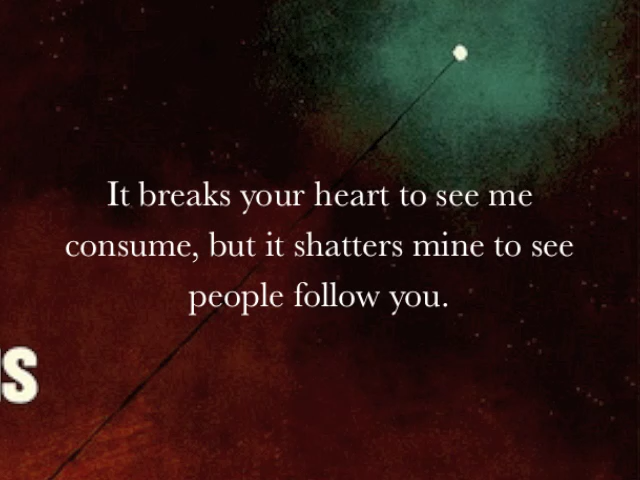 It breaks your heart to see me
consume, but it shatters mine to see
people follow you.
s